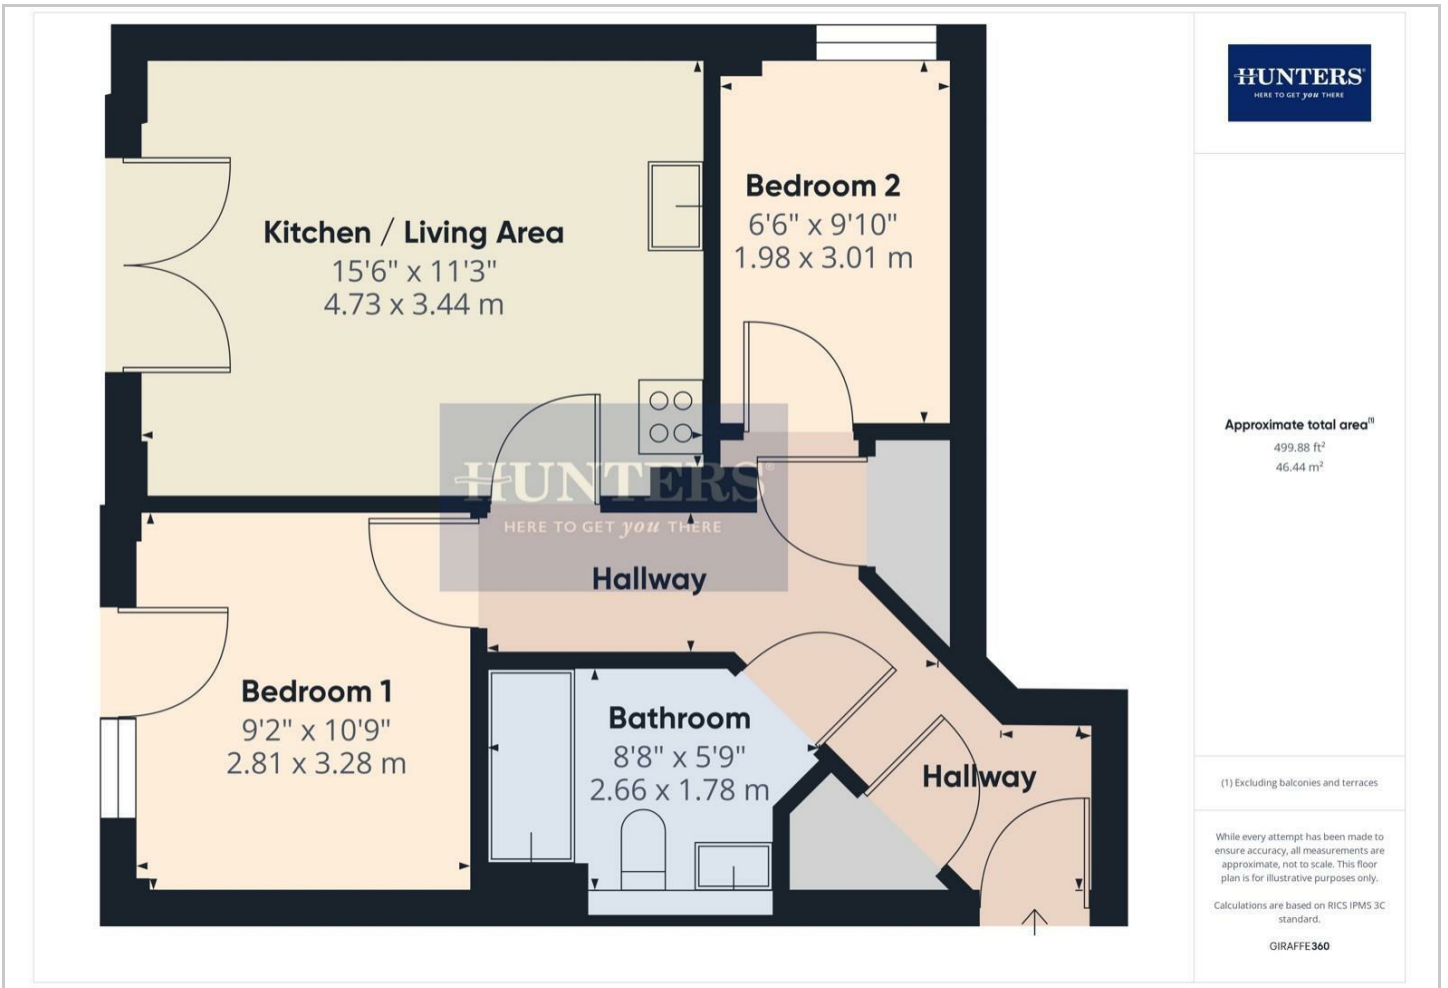 Kitchen / Living Area
15'6" x 11'3"
4.73 x 3.44 m
Bedroom 2
6'6" x 9'10"
1.98 x 3.01 m
HUNTERS®
HERE TO GET you THERE
Hallway
Bedroom 1
9'2" x 10'9"
2.81 x 3.28 m
Bathroom
8'8" x 5'9"
2.66 x 1.78 m
Hallway
HUNTERS®
HERE TO GET you THERE
Approximate total area(1)
499.88 ft²
46.44 m²
(1) Excluding balconies and terraces
While every attempt has been made to
ensure accuracy, all measurements are
approximate, not to scale. This floor
plan is for illustrative purposes only.
Calculations are based on RICS IPMS 3C
standard.
GIRAFFE360